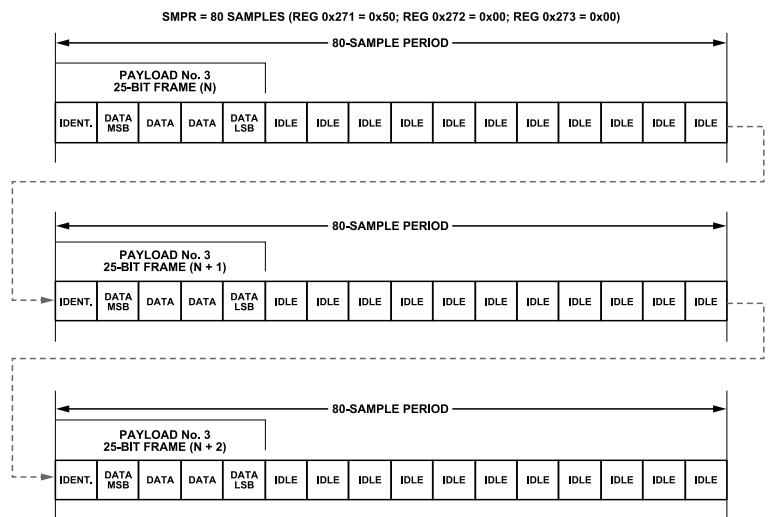 SMPR = 80 SAMPLES (REG 0x271 = 0x50; REG 0x272 = 0x00; REG 0x273 = 0x00)
80-SAMPLE PERIOD
PAYLOAD No. 3
25-BIT FRAME (N)
IDENT. DATA MSB DATA DATA DATA LSB IDLE IDLE IDLE IDLE IDLE IDLE IDLE IDLE IDLE IDLE IDLE
80-SAMPLE PERIOD
PAYLOAD No. 3
25-BIT FRAME (N + 1)
IDENT. DATA MSB DATA DATA DATA LSB IDLE IDLE IDLE IDLE IDLE IDLE IDLE IDLE IDLE IDLE IDLE
80-SAMPLE PERIOD
PAYLOAD No. 3
25-BIT FRAME (N + 2)
IDENT. DATA MSB DATA DATA DATA LSB IDLE IDLE IDLE IDLE IDLE IDLE IDLE IDLE IDLE IDLE IDLE